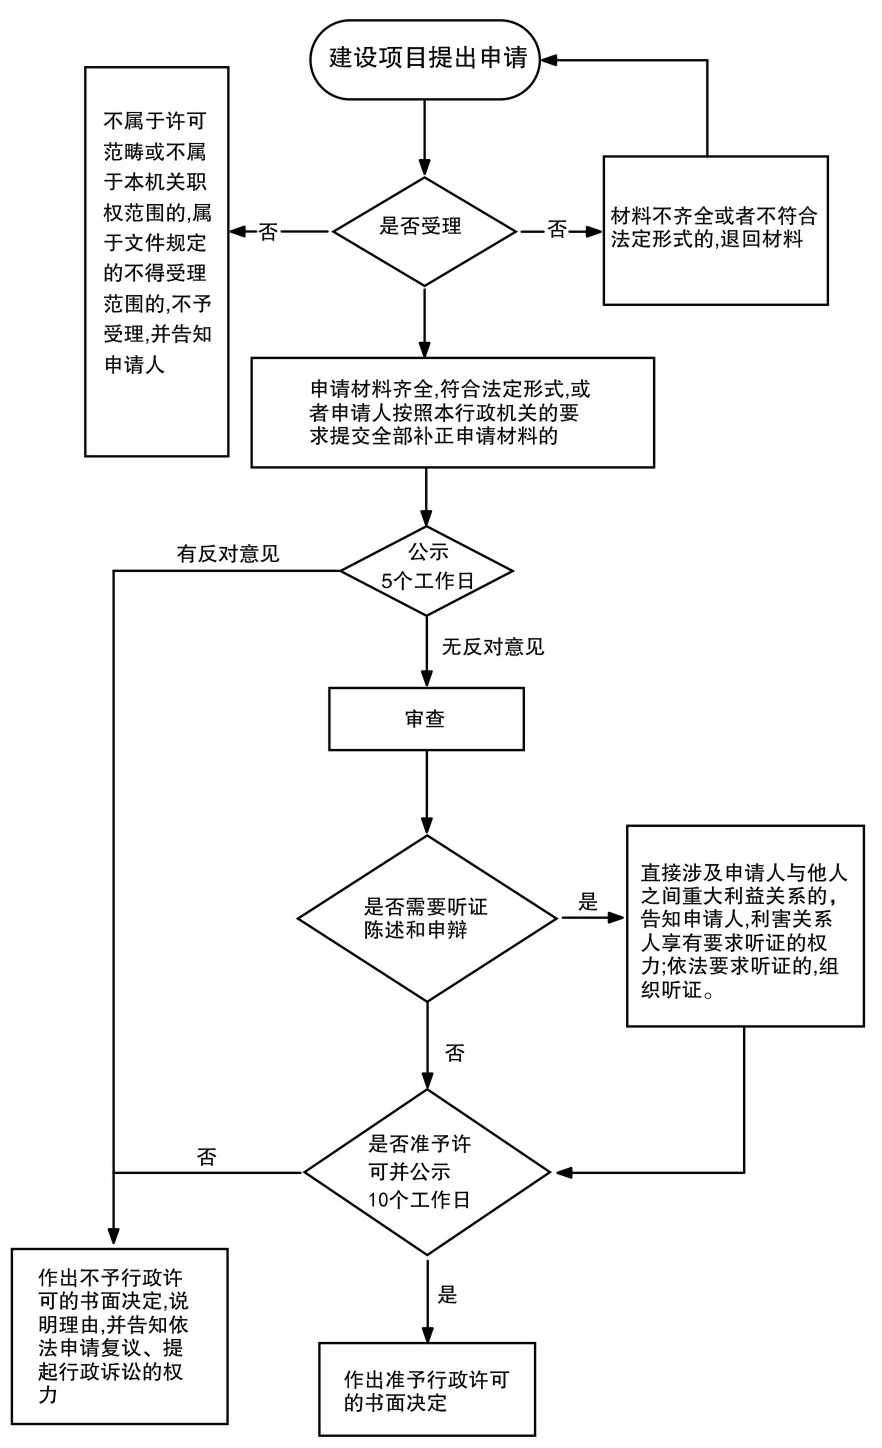 建设项目提出申请
不属于许可
范畴或不属
于本机关职
权范围的,属
于文件规定
的不得受理
范围的,不予
受理,并告知
申请人
否
是否受理
否
材料不齐全或者不符合
法定形式的,退回材料
申请材料齐全,符合法定形式,或
者申请人按照本行政机关的要
求提交全部补正申请材料的
有反对意见
公示
5个工作日
无反对意见
审查
是否需要听证
陈述和申辩
是
直接涉及申请人与他人
之间重大利益关系的，
告知申请人,利害关系
人享有要求听证的权
力;依法要求听证的,组
织听证。
否
是否准予许
可并公示
10个工作日
否
作出不予行政许
可的书面决定,说
明理由,并告知依
法申请复议、提
起行政诉讼的权
力
是
作出准予行政许可
的书面决定